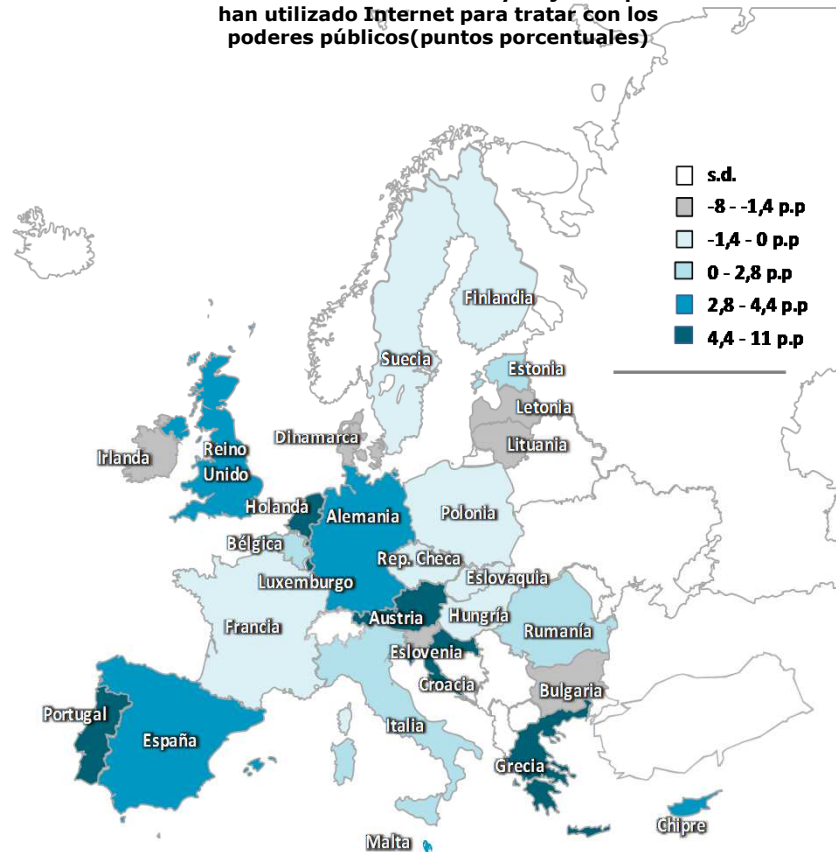 han utilizado Internet para tratar con los
poderes públicos(puntos porcentuales)
s.d.
-8 - -1,4 p.p
-1,4 - 0 p.p
0 - 2,8 p.p
2,8 - 4,4 p.p
4,4 - 11 p.p
Finlandia
Suecia
Estonia
Letonia
Dinamarca
Lituania
Irlanda
Reino
Unido
Holanda
Alemania
Polonia
Bélgica
Rep. Checa
Luxemburgo
Eslovaquia
Austria
Hungría
Francia
Rumanía
Eslovenia
Croacia
Bulgaria
Portugal
España
Italia
Grecia
Chipre
Malta